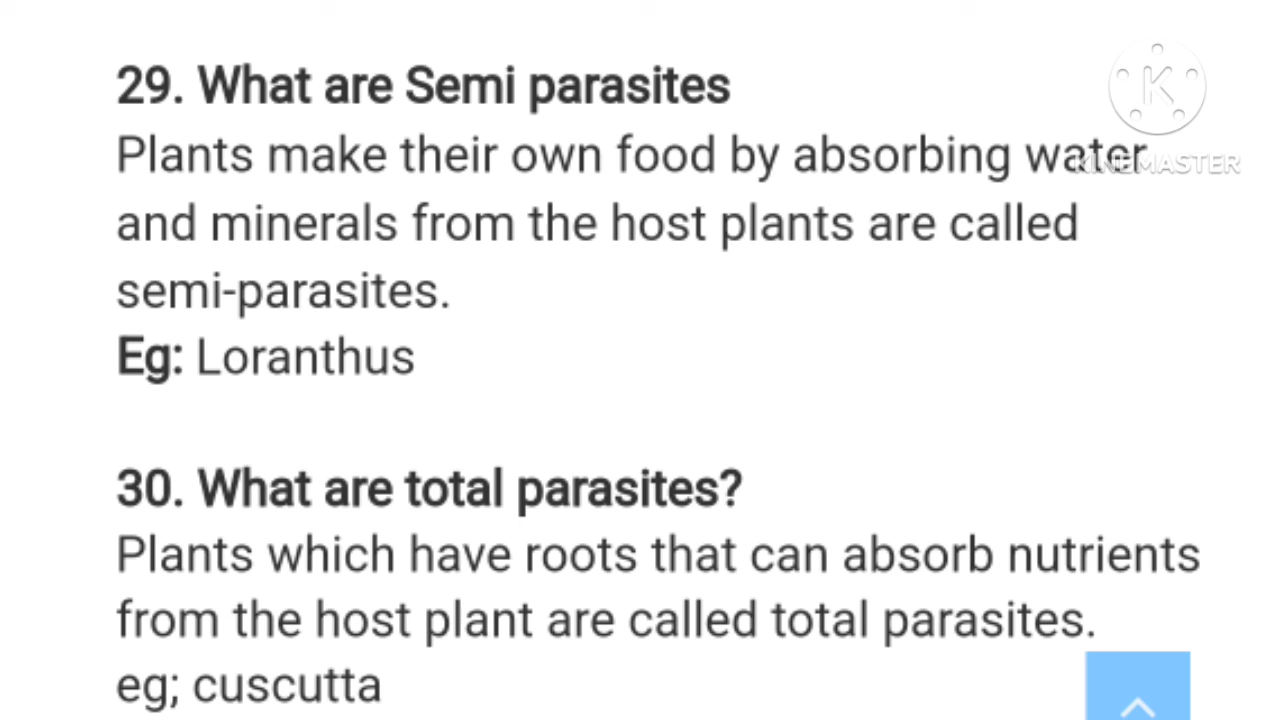 29. What are Semi parasites
Plants make their own food by absorbing water
and minerals from the host plants are called
semi-parasites.
Eg: Loranthus
30. What are total parasites?
Plants which have roots that can absorb nutrients
from the host plant are called total parasites.
eg; cuscutta
K
KINEMASTER